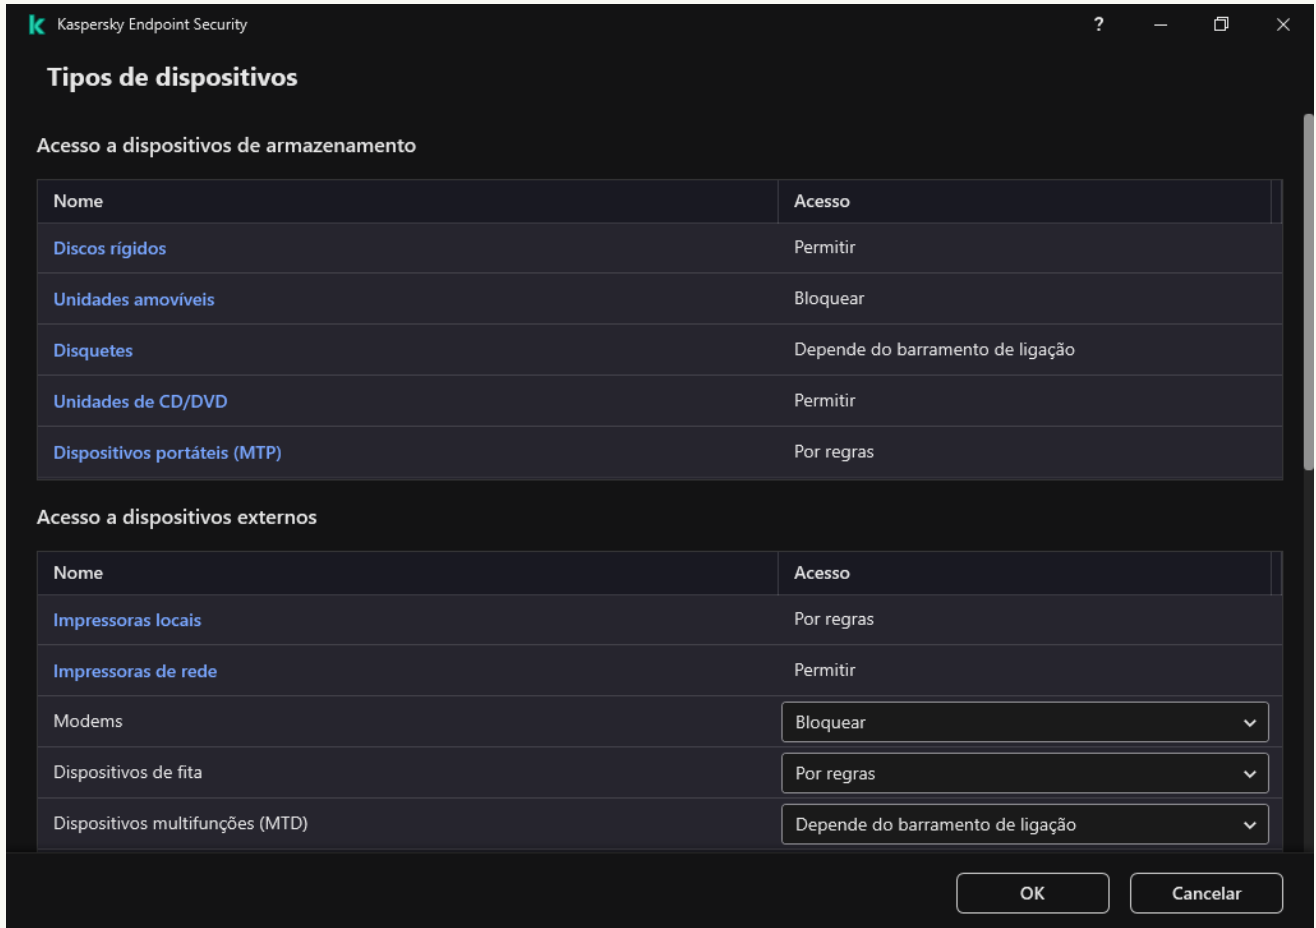 Kaspersky Endpoint Security
?
Tipos de dispositivos
Acesso a dispositivos de armazenamento
Nome Acesso
Discos rígidos Permitir
Unidades amovíveis Bloquear
Disquetes Depende do barramento de ligação
Unidades de CD/DVD Permitir
Dispositivos portáteis (MTP) Por regras
Acesso a dispositivos externos
Nome Acesso
Impressoras locais Por regras
Impressoras de rede Permitir
Modems Bloquear
Dispositivos de fita Por regras
Dispositivos multifunções (MTD) Depende do barramento de ligação
OK Cancelar